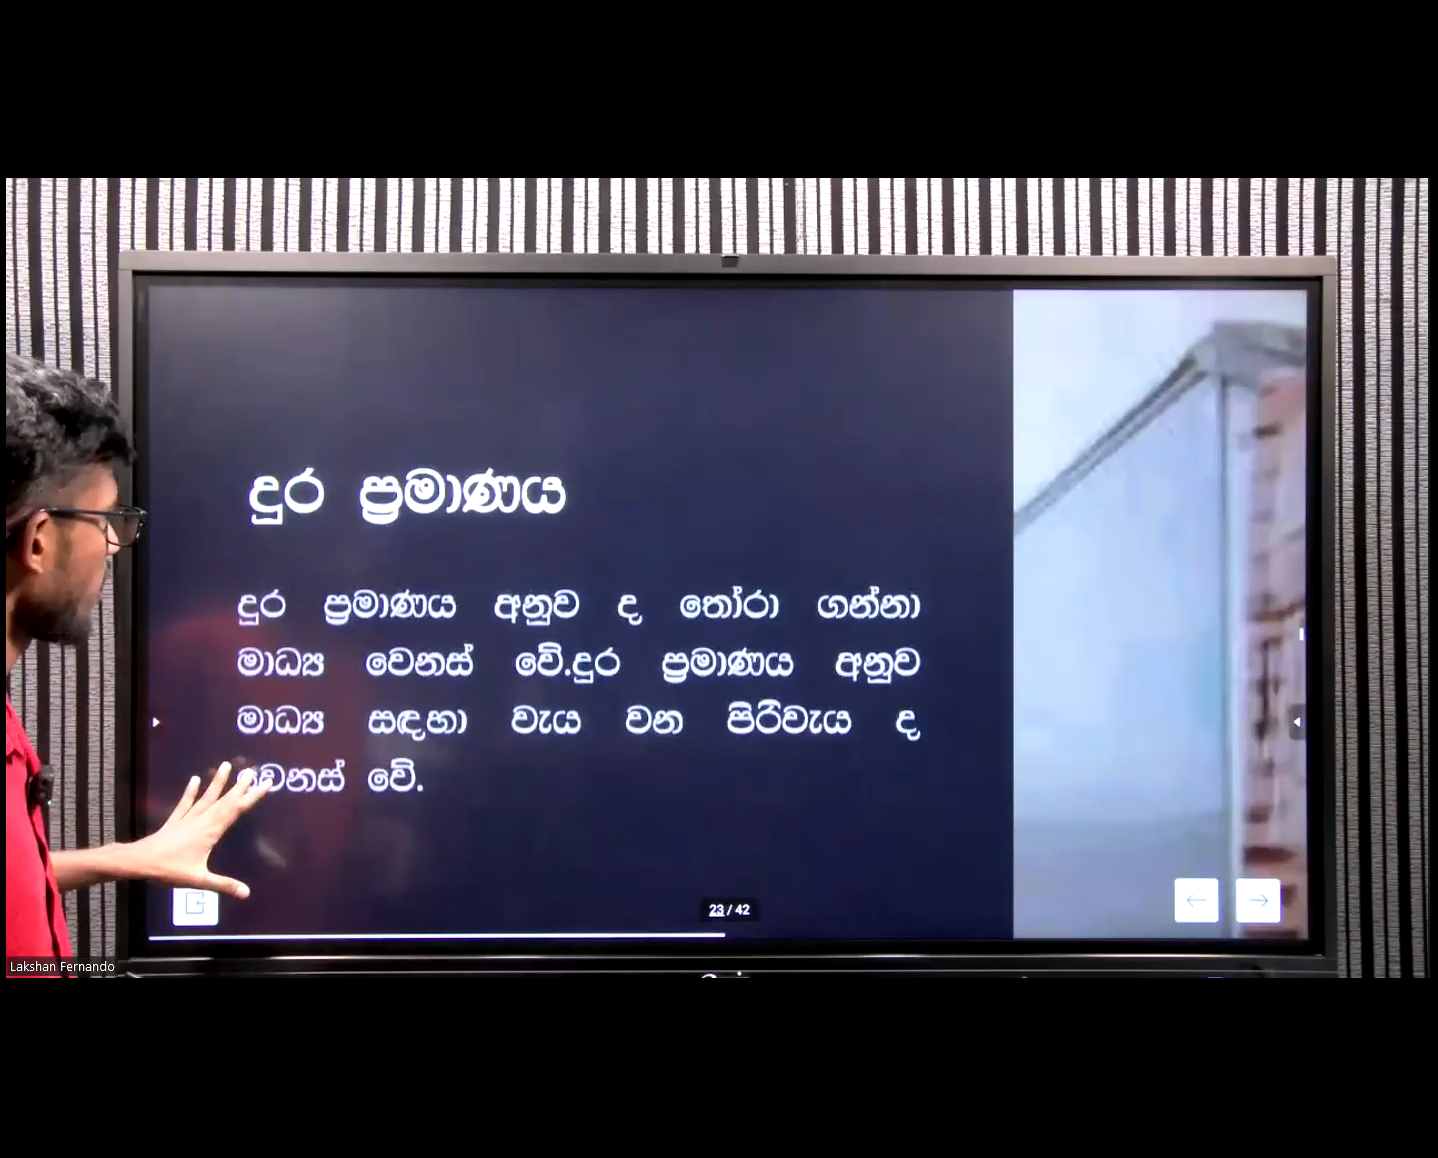 දුර ප්‍රමාණය
දුර ප්‍රමාණය අනුව ද තෝරා ගන්නා
මාධ්‍ය වෙනස් වේ.දුර ප්‍රමාණය අනුව
මාධ්‍ය සඳහා වැය වන පිරිවැය ද
වෙනස් වේ.
23 / 42
Lakshan Fernando